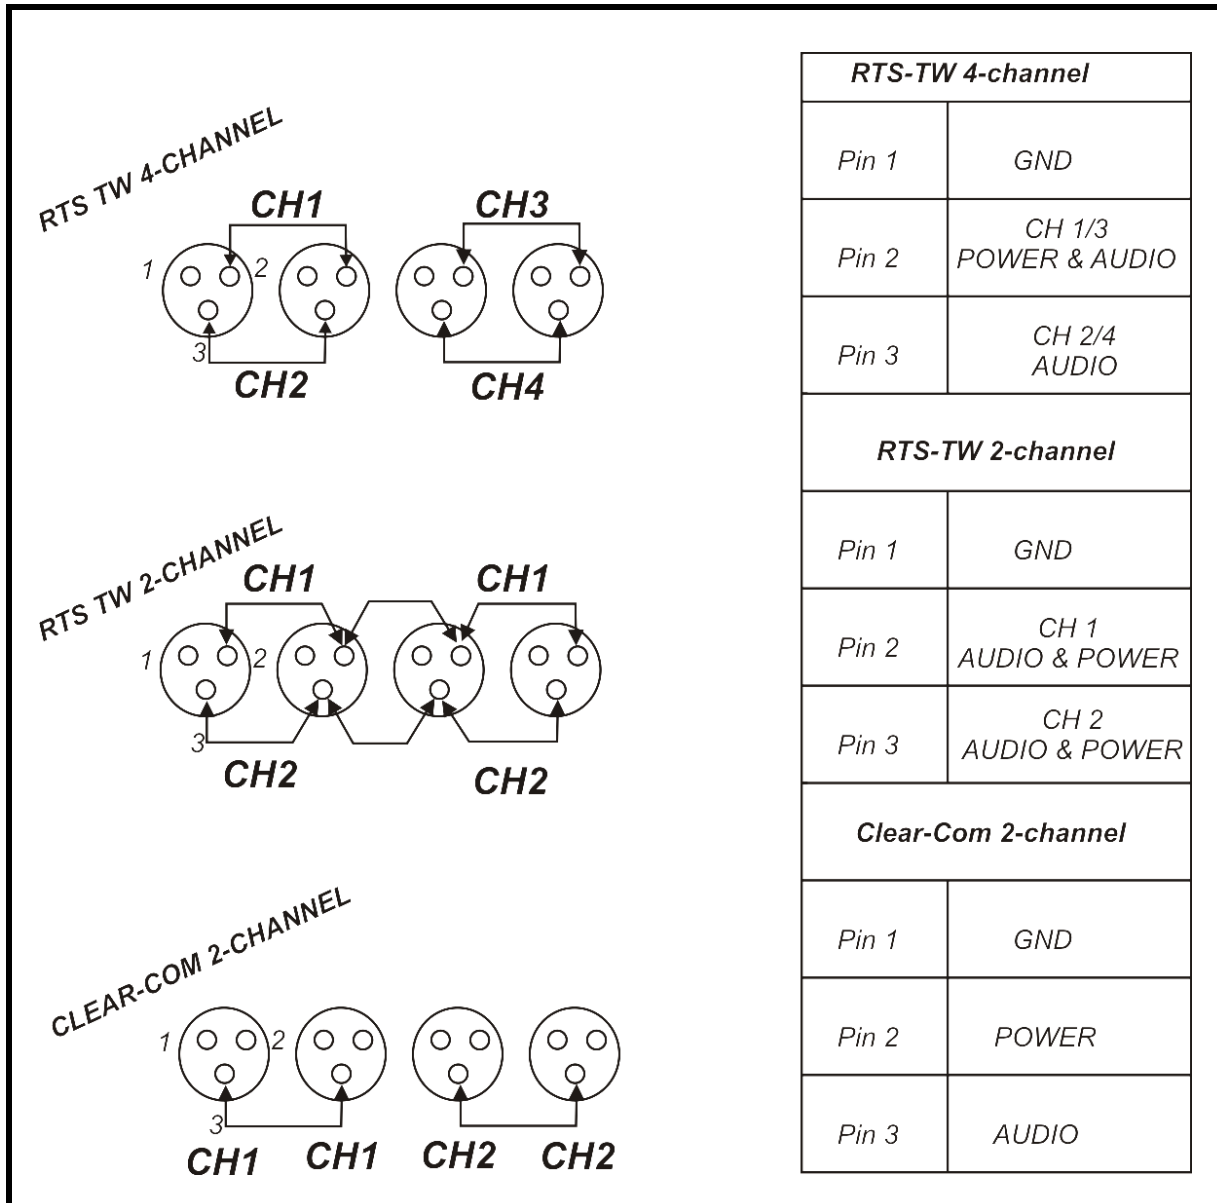 RTS TW 4-CHANNEL
CH1
CH3
1
2
3
CH2
CH4
RTS TW 2-CHANNEL
CH1
CH1
1
2
3
CH2
CH2
CLEAR-COM 2-CHANNEL
1
2
3
CH1
CH1
CH2
CH2
RTS-TW 4-channel
Pin 1
GND
Pin 2
CH 1/3
POWER & AUDIO
Pin 3
CH 2/4
AUDIO
RTS-TW 2-channel
Pin 1
GND
Pin 2
CH 1
AUDIO & POWER
Pin 3
CH 2
AUDIO & POWER
Clear-Com 2-channel
Pin 1
GND
Pin 2
POWER
Pin 3
AUDIO